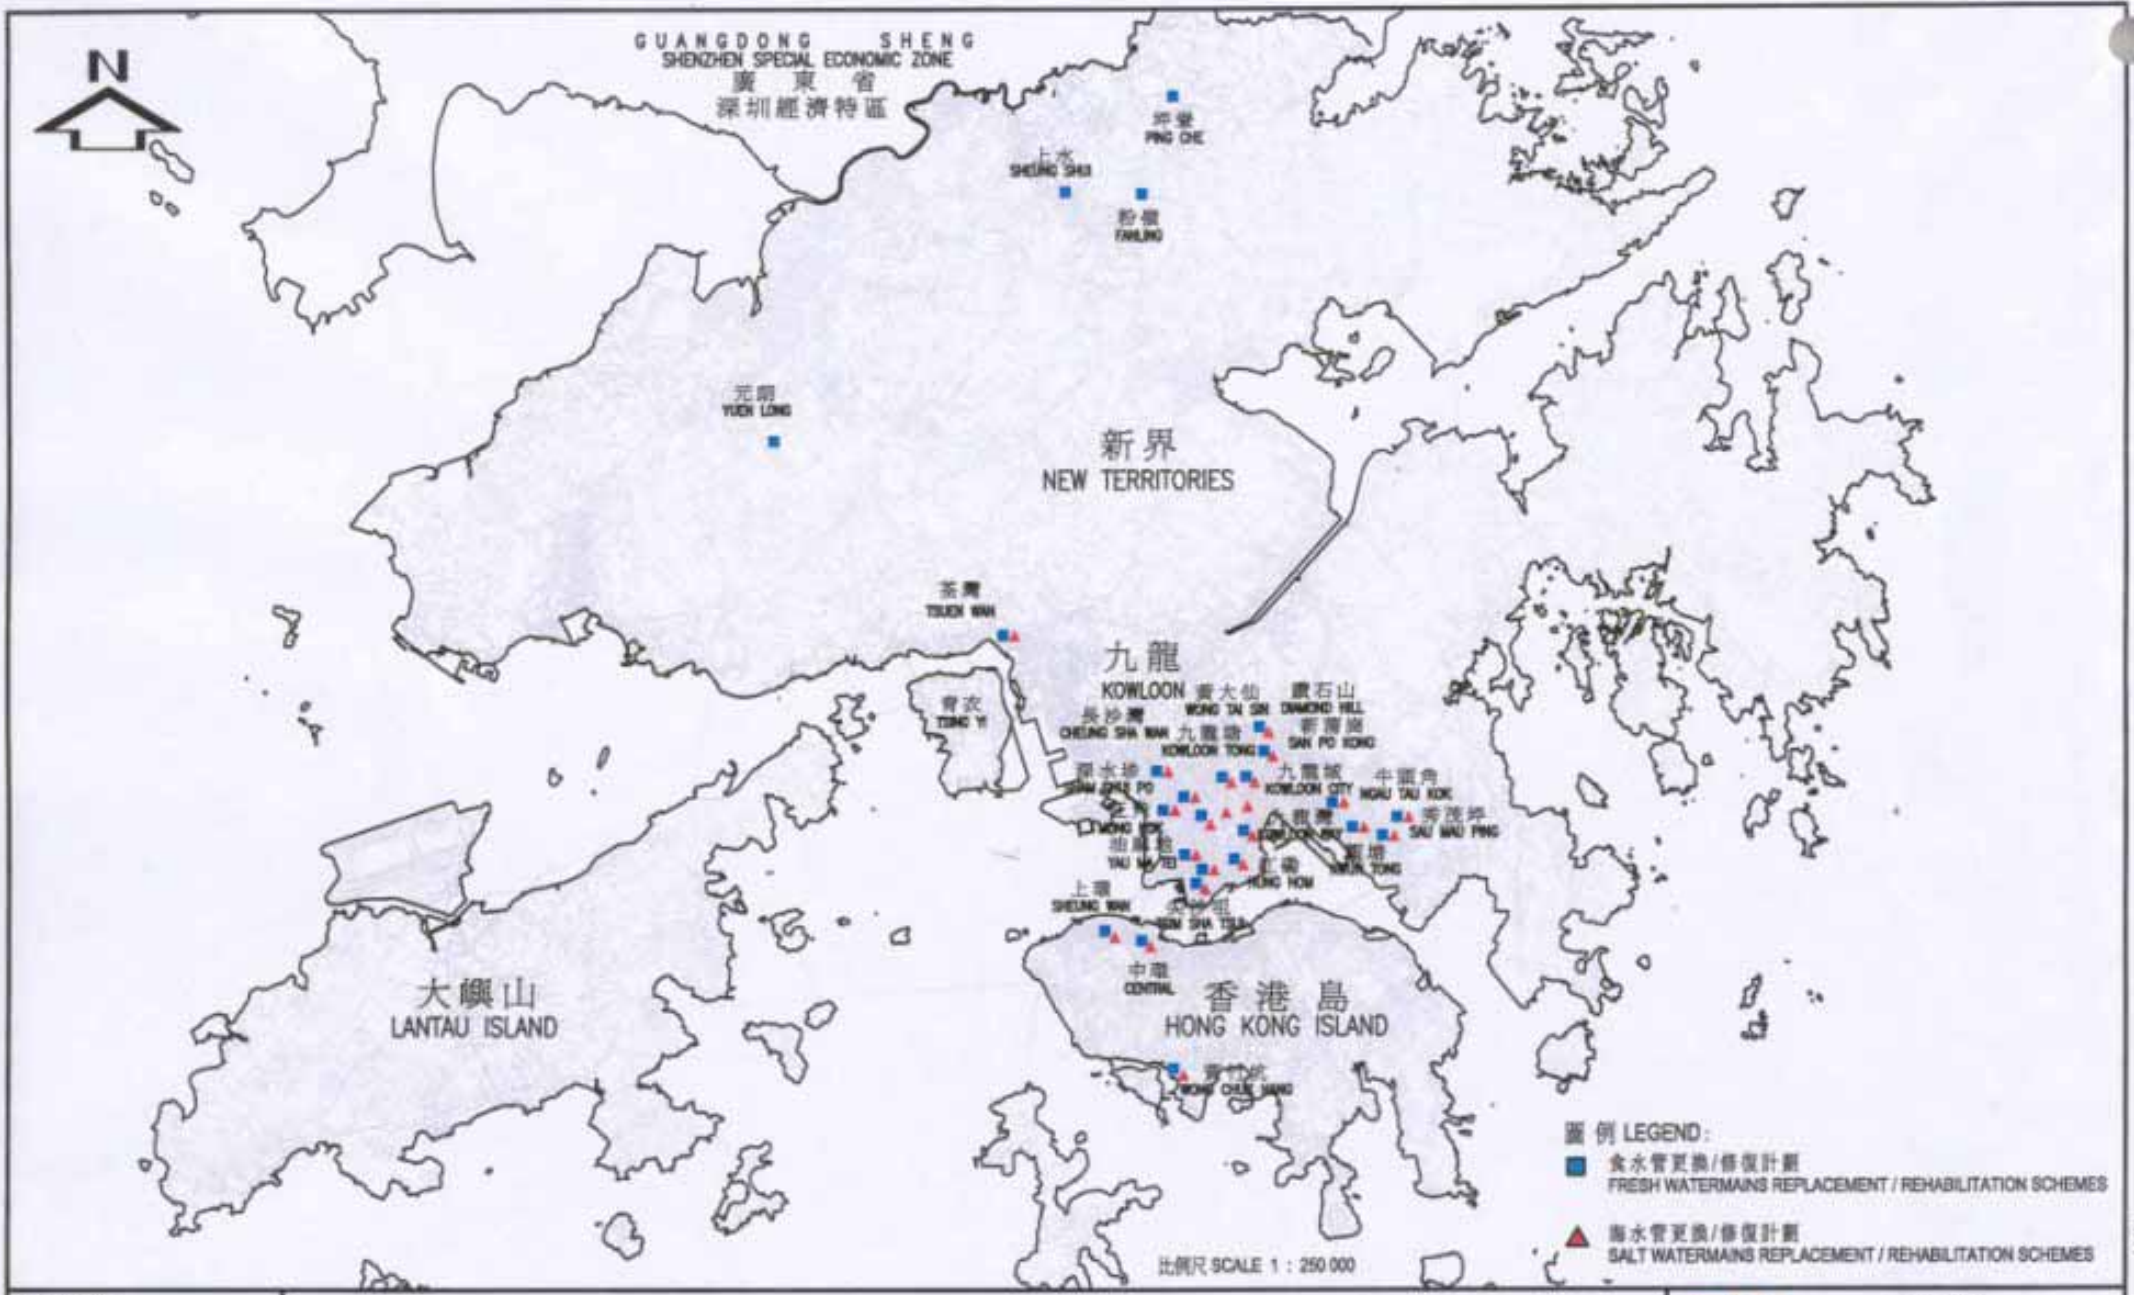 N
GUANGDONG SHENG
SHENZHEN SPECIAL ECONOMIC ZONE
廣東省
深圳經濟特區
坪輋
PING CHE
上水
SHEUNG SHUI
粉嶺
FANLING
元朗
YUEN LONG
新界
NEW TERRITORIES
荃灣
TSUEN WAN
九龍
KOWLOON
黃大仙
WONG TAI SIN
鑽石山
DIAMOND HILL
青衣
TSING YI
長沙灣
CHEUNG SHA WAN
九龍塘
KOWLOON TONG
新蒲崗
SAN PO KONG
深水埗
SHAM SHUI PO
九龍城
KOWLOON CITY
牛頭角
NGAU TAU KOK
旺角
MONG KOK
九龍灣
KOWLOON BAY
秀茂坪
SAU MAU PING
油麻地
YAU MA TEI
觀塘
KWUN TONG
紅磡
HUNG HOM
上環
SHEUNG WAN
尖沙咀
TSIM SHA TSUI
中環
CENTRAL
大嶼山
LANTAU ISLAND
香港島
HONG KONG ISLAND
黃竹坑
WONG CHUK HANG
圖例 LEGEND:
食水管更換/修復計劃
FRESH WATERMAINS REPLACEMENT / REHABILITATION SCHEMES
海水管更換/修復計劃
SALT WATERMAINS REPLACEMENT / REHABILITATION SCHEMES
比例尺 SCALE 1 : 250 000